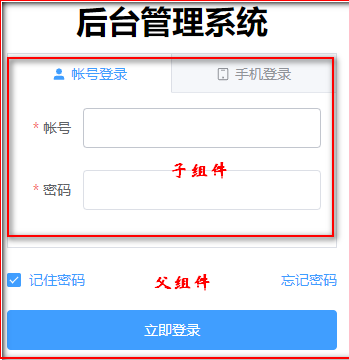 后台管理系统
帐号登录 手机登录
* 帐号
子组件
* 密码
记住密码 父组件 忘记密码
立即登录